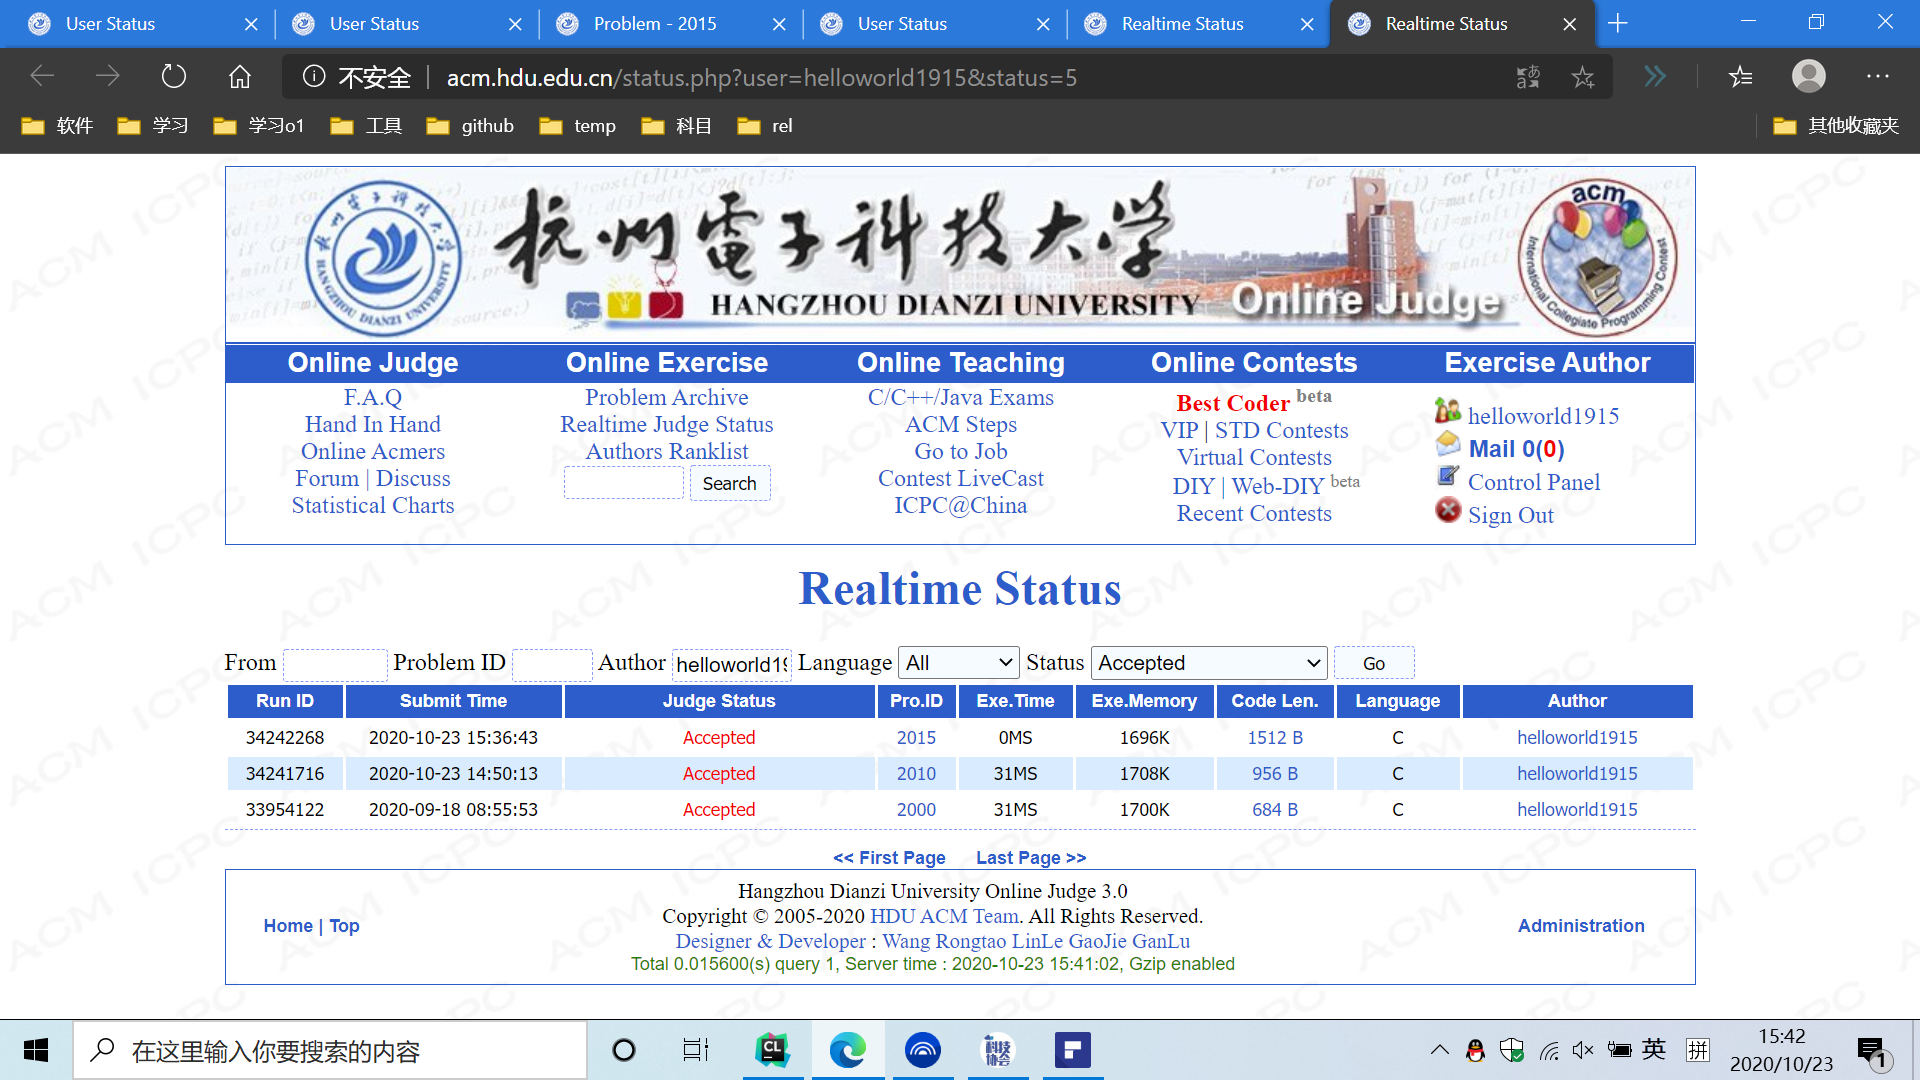 User Status
User Status
Problem - 2015
User Status
Realtime Status
Realtime Status
不安全 acm.hdu.edu.cn/status.php?user=helloworld1915&status=5
软件 学习 学习o1 工具 github temp 科目 rel 其他收藏夹
杭州電子科技大学
HANGZHOU DIANZI UNIVERSITY Online Judge
HANGZHOU DIANZI UNIVERSITY
acm
International Collegiate Programming Contest
Online Judge Online Exercise Online Teaching Online Contests Exercise Author
F.A.Q
Hand In Hand
Online Acmers
Forum | Discuss
Statistical Charts
Problem Archive
Realtime Judge Status
Authors Ranklist
Search
C/C++/Java Exams
ACM Steps
Go to Job
Contest LiveCast
ICPC@China
Best Coder beta
VIP | STD Contests
Virtual Contests
DIY | Web-DIY beta
Recent Contests
helloworld1915
Mail 0(0)
Control Panel
Sign Out
Realtime Status
From Problem ID Author helloworld19 Language All Status Accepted Go
Run ID Submit Time Judge Status Pro.ID Exe.Time Exe.Memory Code Len. Language Author
34242268 2020-10-23 15:36:43 Accepted 2015 0MS 1696K 1512 B C helloworld1915
34241716 2020-10-23 14:50:13 Accepted 2010 31MS 1708K 956 B C helloworld1915
33954122 2020-09-18 08:55:53 Accepted 2000 31MS 1700K 684 B C helloworld1915
<< First Page Last Page >>
Home | Top
Hangzhou Dianzi University Online Judge 3.0
Copyright © 2005-2020 HDU ACM Team. All Rights Reserved.
Designer & Developer : Wang Rongtao LinLe GaoJie GanLu
Total 0.015600(s) query 1, Server time : 2020-10-23 15:41:02, Gzip enabled
Administration
在这里输入你要搜索的内容
CL
科技
协会
英 拼
15:42
2020/10/23
1
ACM ICPC